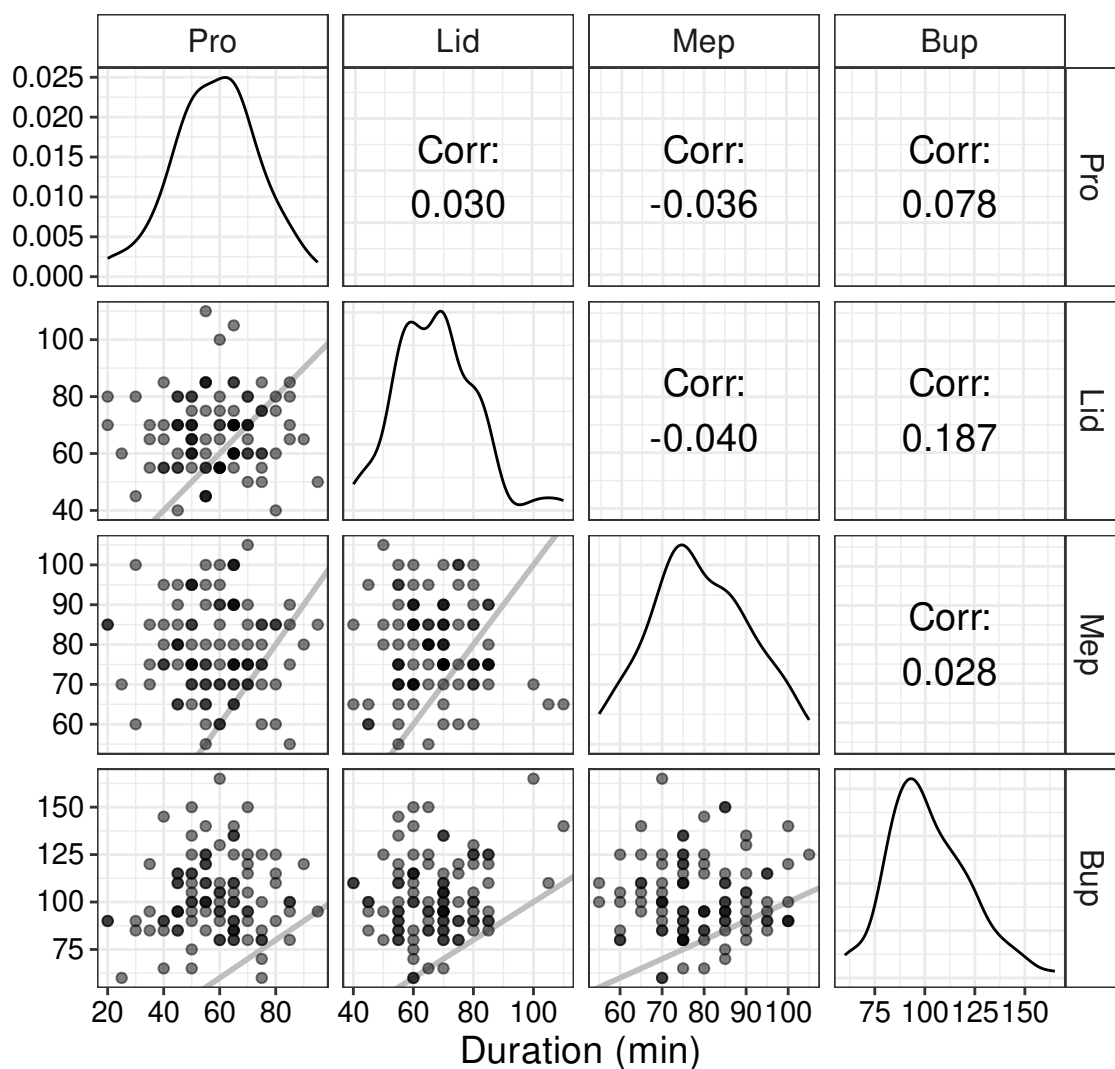 Pro Lid Mep Bup
0.025
0.020
0.015
0.010
0.005
0.000
Corr:
0.030
Corr:
-0.036
Corr:
0.078
Pro
100
80
60
40
Corr:
-0.040
Corr:
0.187
Lid
100
90
80
70
60
Corr:
0.028
Mep
150
125
100
75
Bup
20 40 60 80 40 60 80 100 60 70 80 90 100 75 100 125 150
Duration (min)